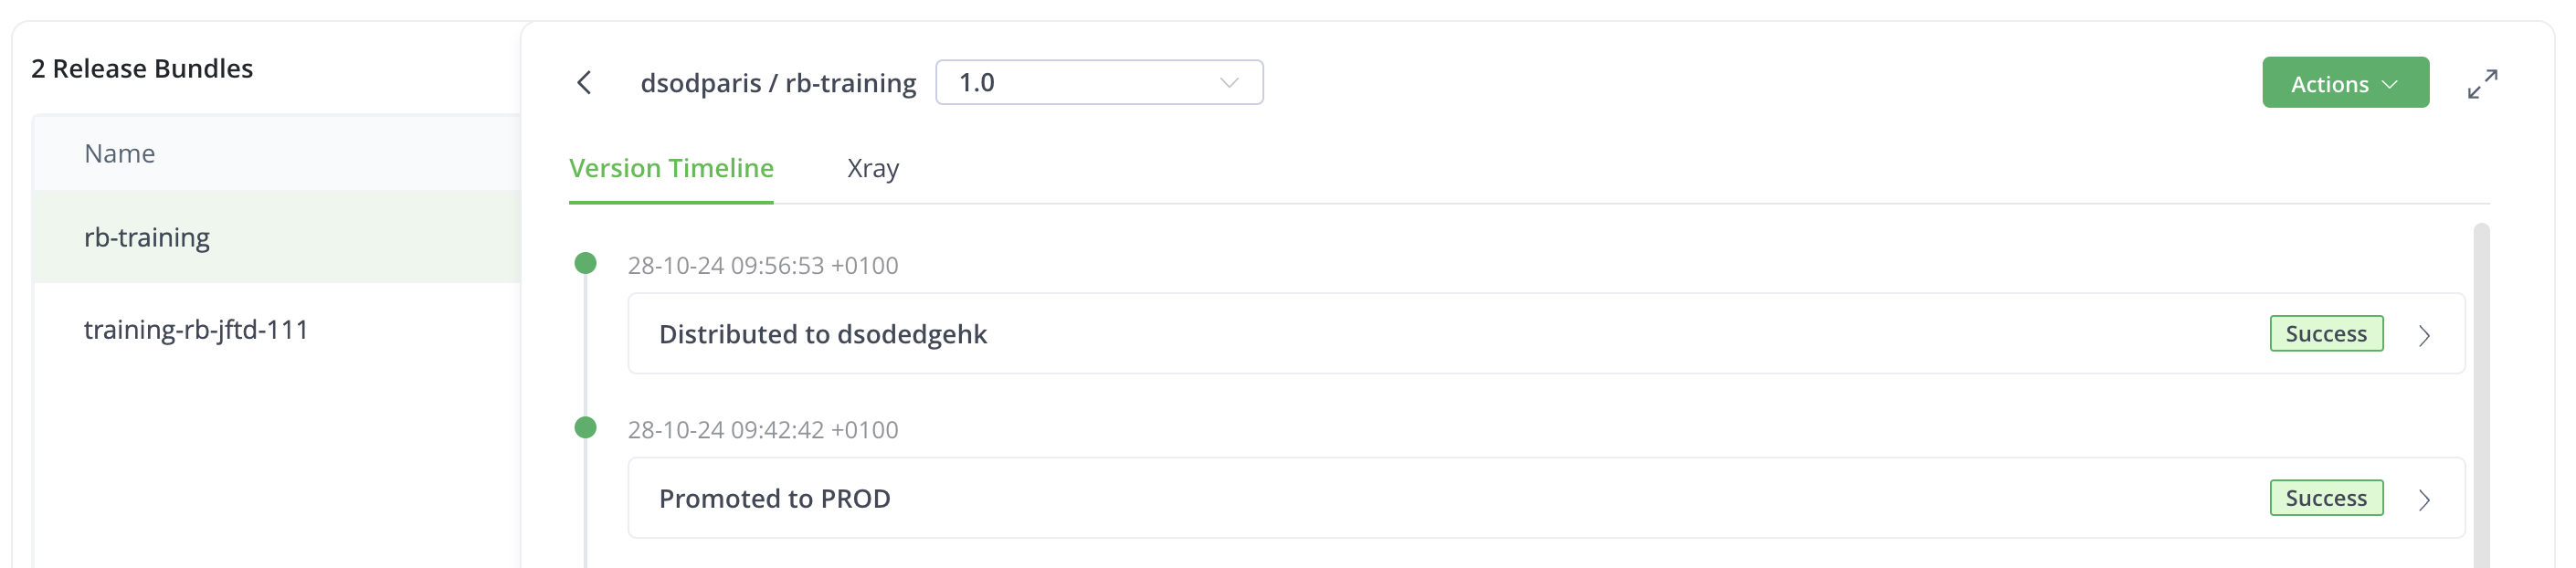 2 Release Bundles
Name
rb-training
training-rb-jftd-111
dsodparis / rb-training
1.0
Actions
Version Timeline
Xray
28-10-24 09:56:53 +0100
Distributed to dsodedgehk
Success
28-10-24 09:42:42 +0100
Promoted to PROD
Success